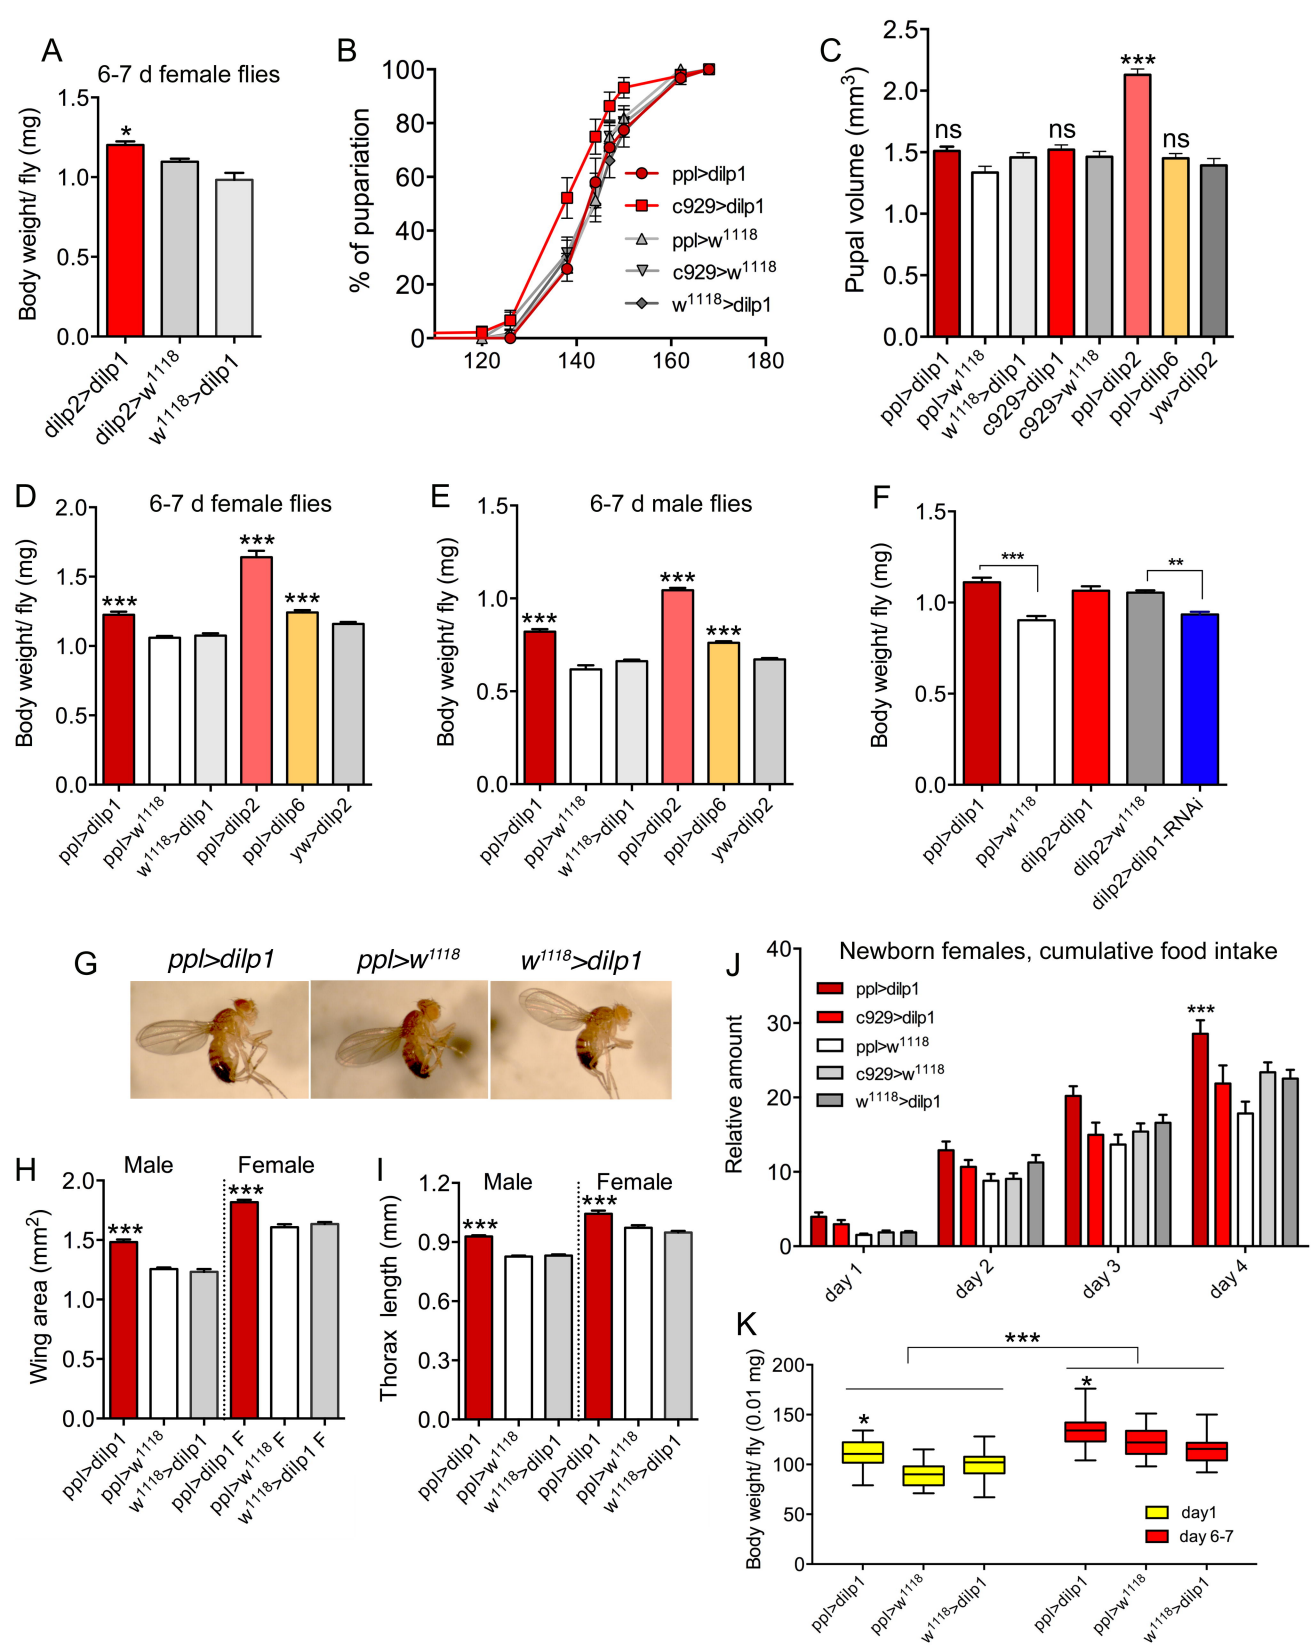 A
6-7 d female flies
Body weight/ fly (mg)
1.5
1.0
0.5
0.0
*
dilp2>dilp1
dilp2>w1118
w1118>dilp1
B
% of pupariation
100
80
60
40
20
0
120
140
160
180
ppl>dilp1
c929>dilp1
ppl>w1118
c929>w1118
w1118>dilp1
C
Pupal volume (mm3)
2.5
2.0
1.5
1.0
0.5
0.0
ns
ns
***
ns
ppl>dilp1
ppl>w1118
w1118>dilp1
c929>dilp1
c929>w1118
ppl>dilp2
ppl>dilp6
yw>dilp2
D
6-7 d female flies
Body weight/ fly (mg)
2.0
1.5
1.0
0.5
0.0
***
***
***
ppl>dilp1
ppl>w1118
w1118>dilp1
ppl>dilp2
ppl>dilp6
yw>dilp2
E
6-7 d male flies
Body weight/ fly (mg)
1.5
1.0
0.5
0.0
***
***
***
ppl>dilp1
ppl>w1118
w1118>dilp1
ppl>dilp2
ppl>dilp6
yw>dilp2
F
Body weight/ fly (mg)
1.5
1.0
0.5
0.0
***
**
ppl>dilp1
ppl>w1118
dilp2>dilp1
dilp2>w1118
dilp2>dilp1-RNAi
G
ppl>dilp1
ppl>w1118
w1118>dilp1
H
Male
Female
Wing area (mm2)
2.0
1.5
1.0
0.5
0.0
***
***
ppl>dilp1
ppl>w1118
w1118>dilp1
ppl>dilp1 F
ppl>w1118 F
w1118>dilp1 F
I
Male
Female
Thorax length (mm)
1.2
0.9
0.6
0.3
0.0
***
***
ppl>dilp1
ppl>w1118
w1118>dilp1
ppl>dilp1
ppl>w1118
w1118>dilp1
J
Newborn females, cumulative food intake
Relative amount
40
30
20
10
0
ppl>dilp1
c929>dilp1
ppl>w1118
c929>w1118
w1118>dilp1
***
day 1
day 2
day 3
day 4
K
Body weight/ fly (0.01 mg)
200
150
100
50
0
***
*
*
day1
day 6-7
ppl>dilp1
ppl>w1118
w1118>dilp1
ppl>dilp1
ppl>w1118
w1118>dilp1